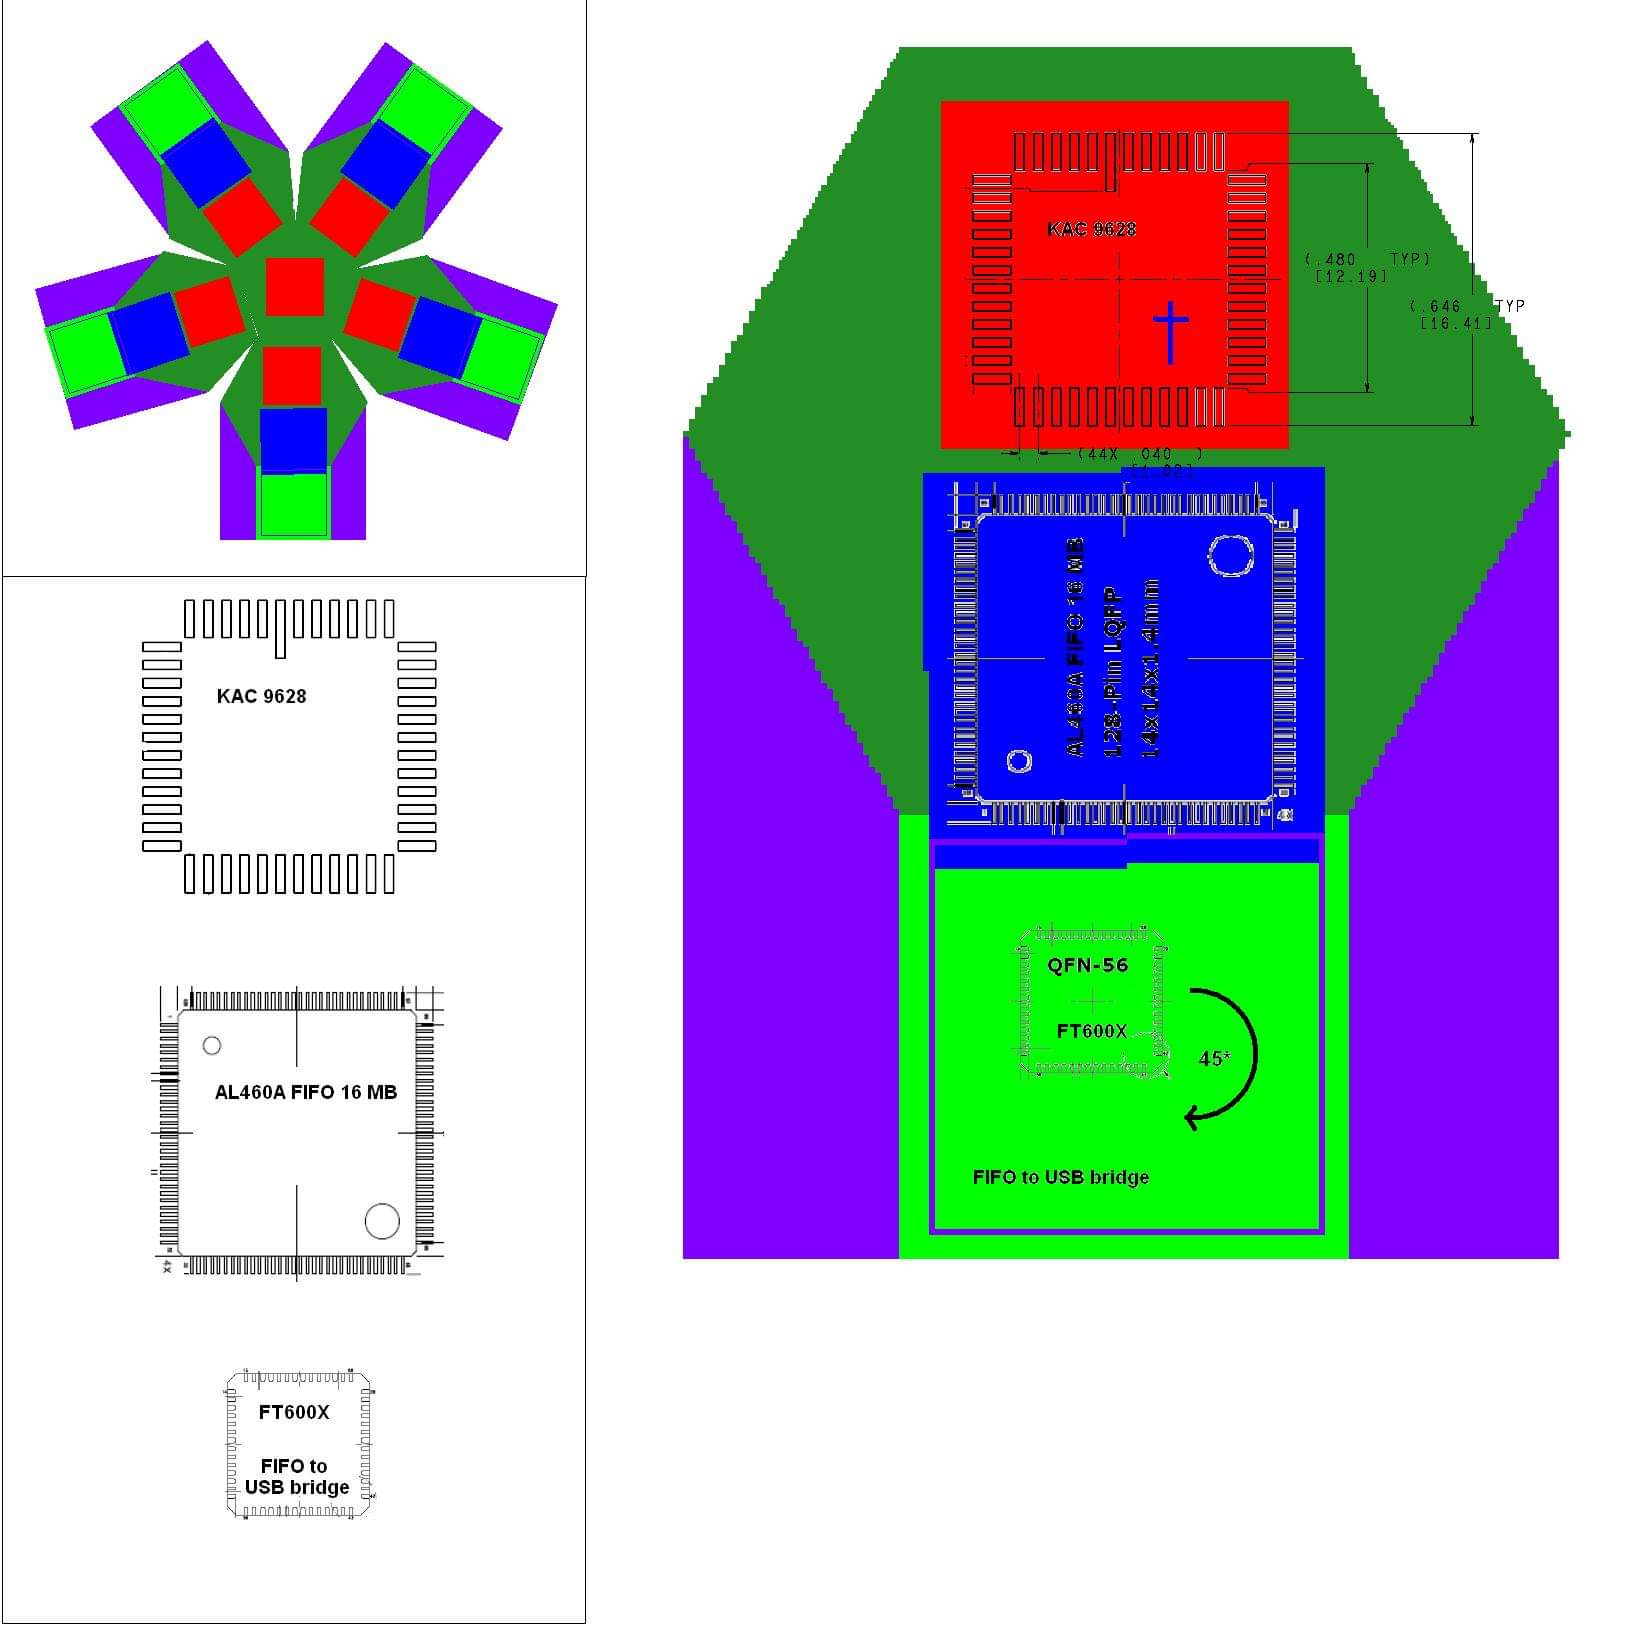 KAC 9628
AL460A FIFO 16 MB
4X
FT600X
FIFO to
USB bridge
KAC 9628
(.480 TYP)
[12.19]
(.646 TYP
[16.41]
(44X .040 )
[1.02]
AL460A FIFO 16 MB
128-Pin LQFP
14x14x1.4mm
4X
QFN-56
FT600X
45*
FIFO to USB bridge